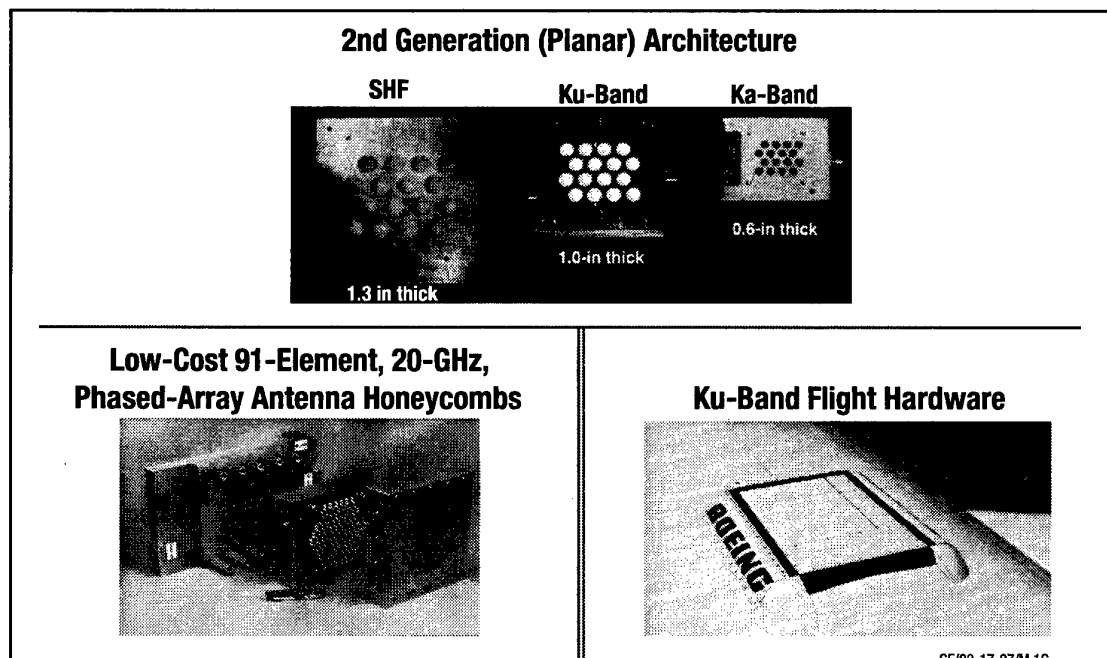 2nd Generation (Planar) Architecture
SHF
Ku-Band
Ka-Band
1.3 in thick
1.0-in thick
0.6-in thick
Low-Cost 91-Element, 20-GHz,
Phased-Array Antenna Honeycombs
Ku-Band Flight Hardware
BOEING